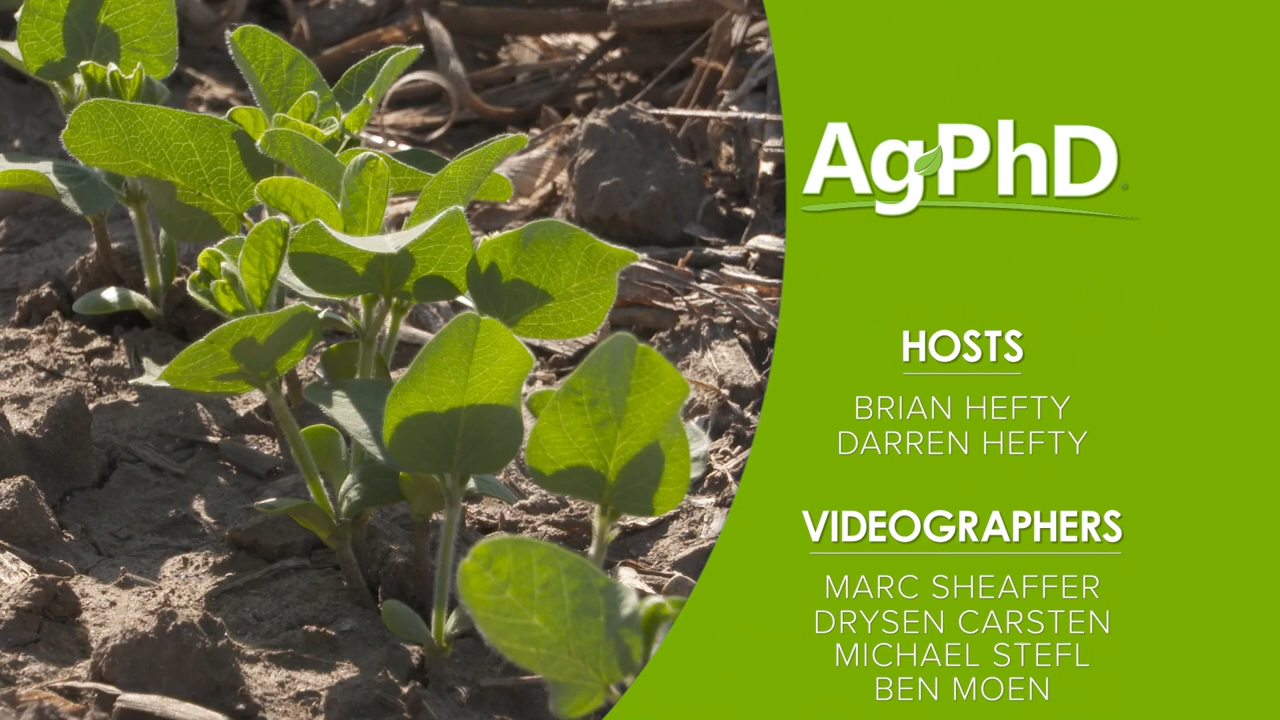 AgPhD
HOSTS
BRIAN HEFTY
DARREN HEFTY
VIDEOGRAPHERS
MARC SHEAFFER
DRYSEN CARSTEN
MICHAEL STEFL
BEN MOEN